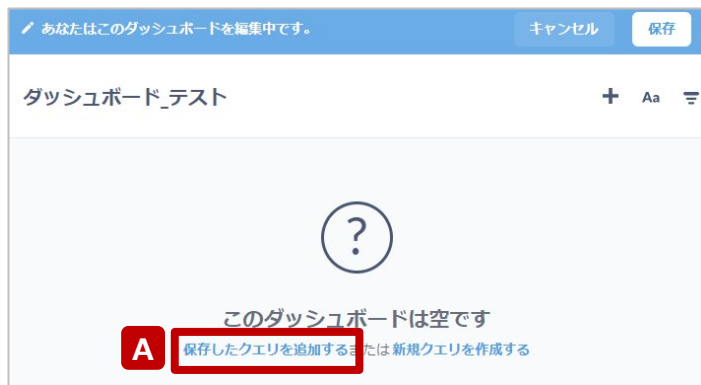 あなたはこのダッシュボードを編集中です。 キャンセル 保存
ダッシュボード_テスト + Aa
?
このダッシュボードは空です
A 保存したクエリを追加するまたは新規クエリを作成する